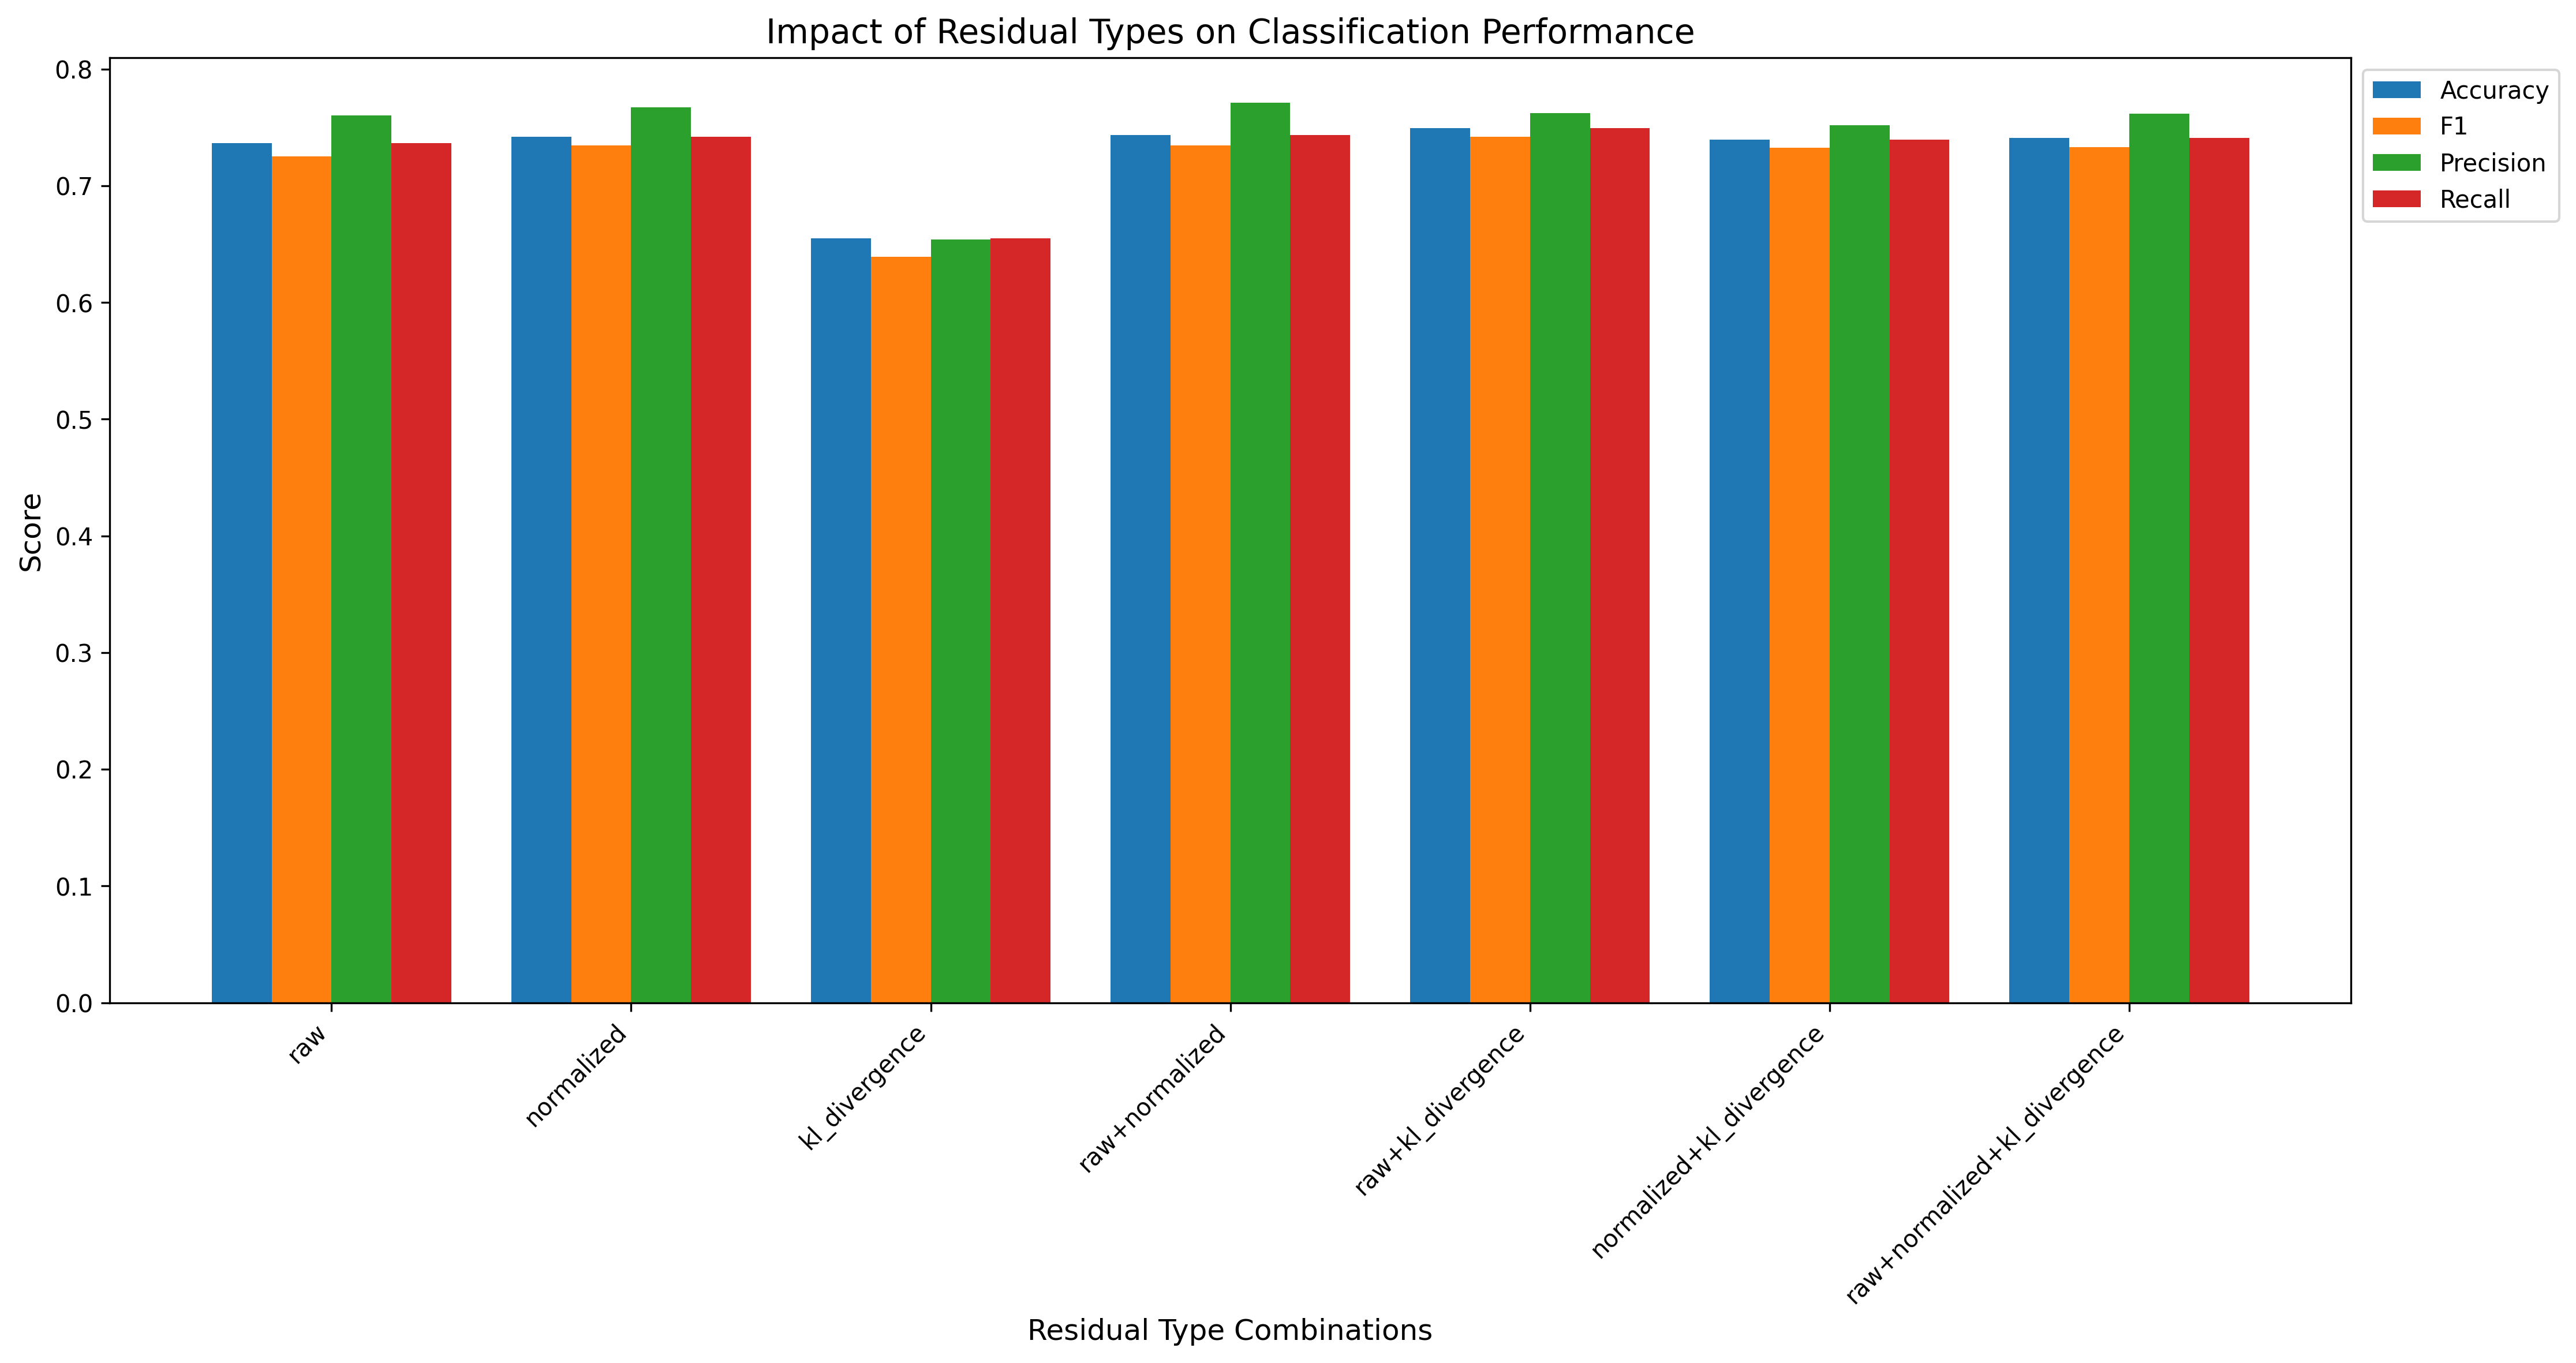 Impact of Residual Types on Classification Performance
Score
0.8
0.7
0.6
0.5
0.4
0.3
0.2
0.1
0.0
Accuracy
F1
Precision
Recall
raw
normalized
kl_divergence
raw+normalized
raw+kl_divergence
normalized+kl_divergence
raw+normalized+kl_divergence
Residual Type Combinations